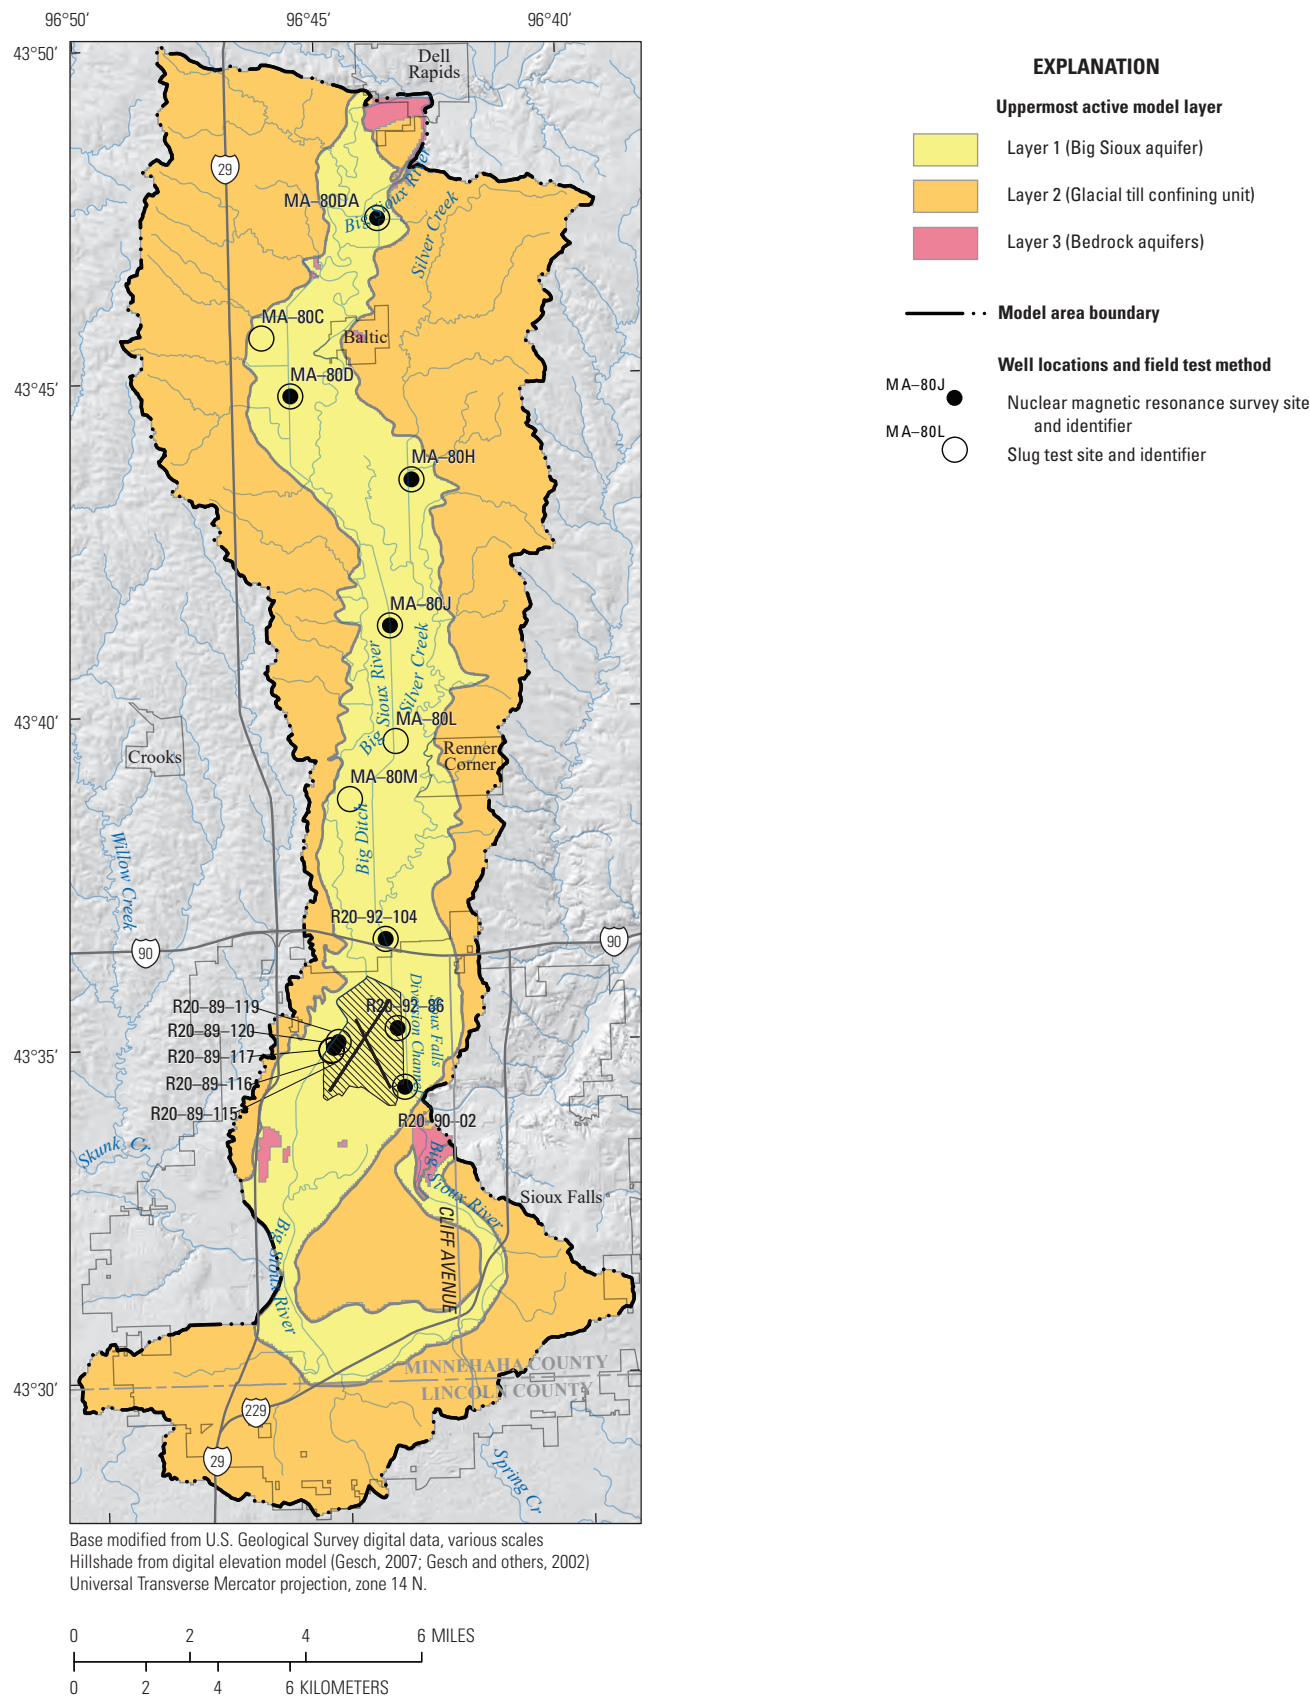 96°50′
96°45′
96°40′
43°50′
Dell
Rapids
29
MA–80DA
Big Sioux River
Silver Creek
MA–80C
Baltic
43°45′
MA–80D
MA–80H
MA–80J
Big Sioux River
Silver Creek
43°40′
MA–80L
Crooks
Renner
Corner
MA–80M
Big Ditch
Willow Creek
R20–92–104
90
90
R20–89–119
R20–92–86
R20–89–120
Sioux Falls
Division Channel
43°35′
R20–89–117
R20–89–116
R20–89–115
R20–90–02
Skunk Cr
Big Sioux River
Sioux Falls
CLIFF AVENUE
Big Sioux River
MINNEHAHA COUNTY
43°30′
LINCOLN COUNTY
229
29
Spring Cr
Base modified from U.S. Geological Survey digital data, various scales
Hillshade from digital elevation model (Gesch, 2007; Gesch and others, 2002)
Universal Transverse Mercator projection, zone 14 N.
0 2 4 6 MILES
0 2 4 6 KILOMETERS
EXPLANATION
Uppermost active model layer
Layer 1 (Big Sioux aquifer)
Layer 2 (Glacial till confining unit)
Layer 3 (Bedrock aquifers)
Model area boundary
Well locations and field test method
MA–80J
Nuclear magnetic resonance survey site
and identifier
MA–80L
Slug test site and identifier